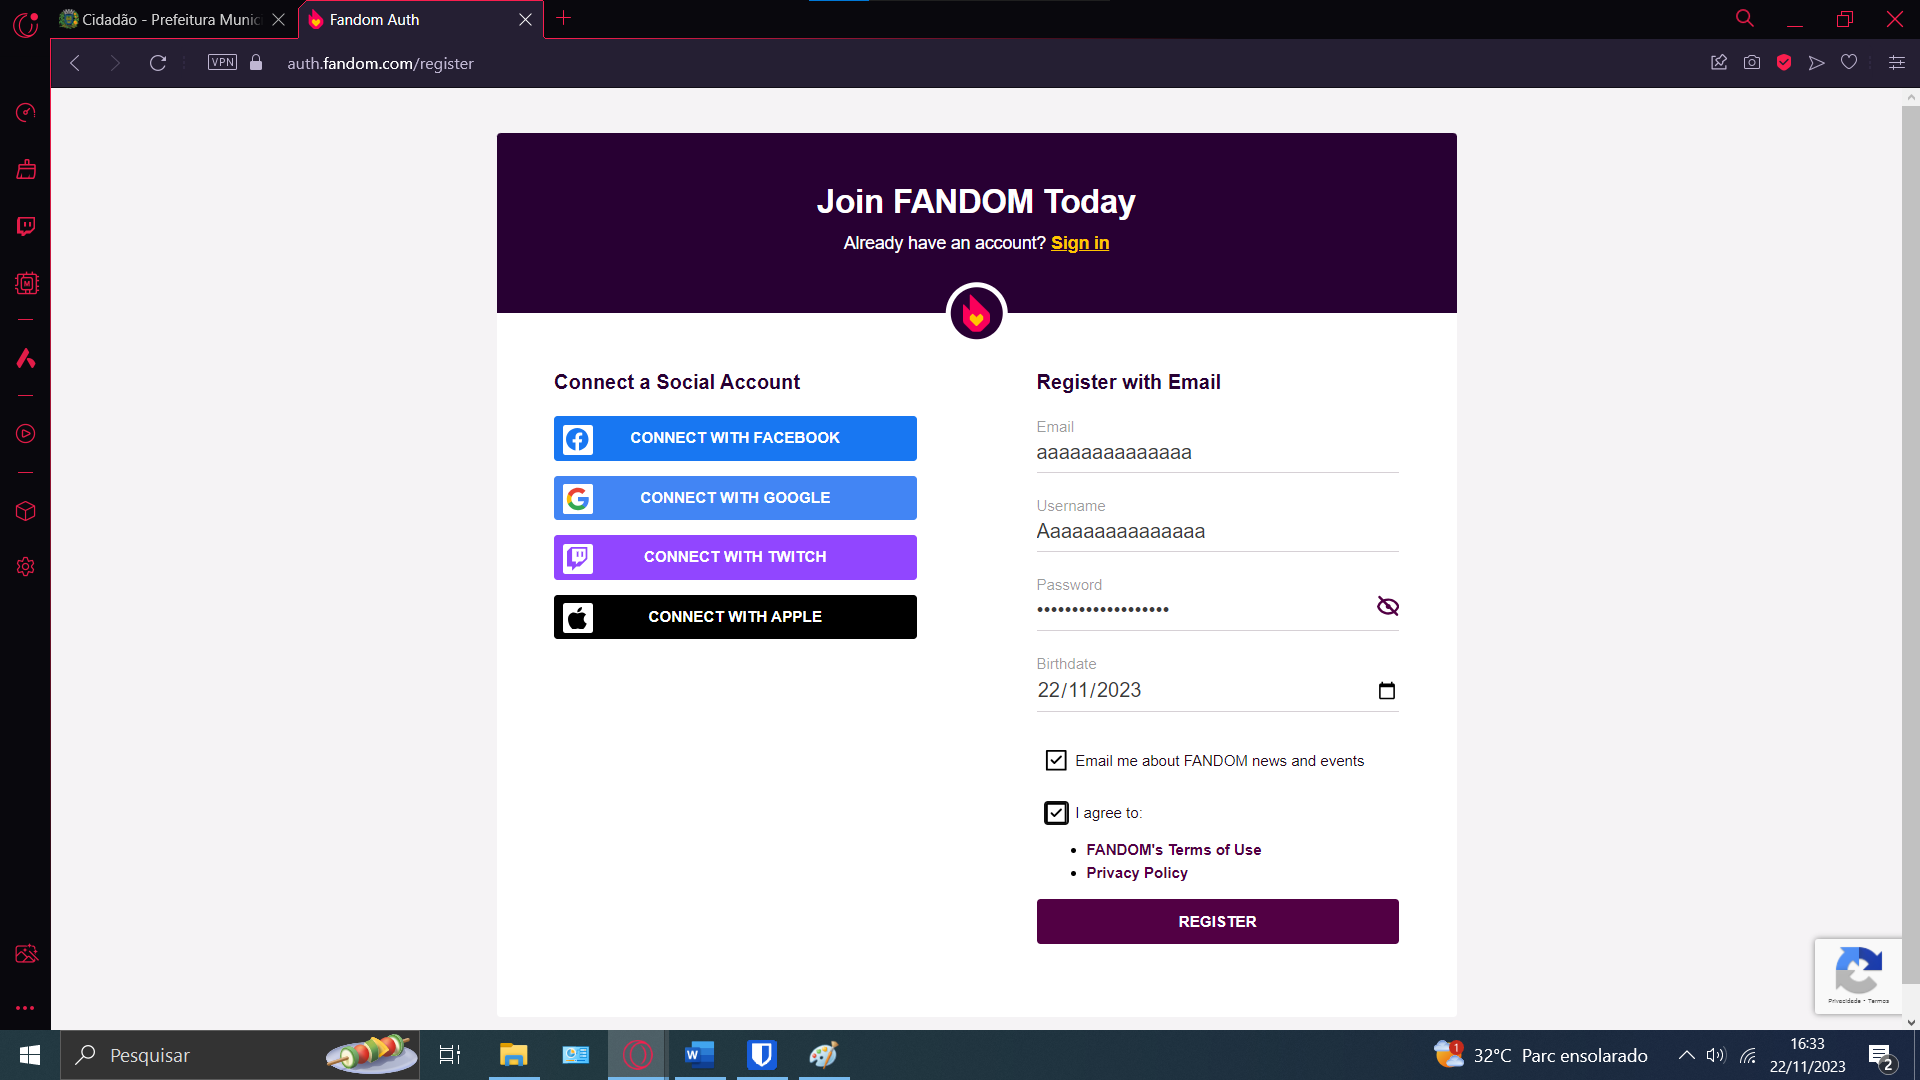 Cidadão - Prefeitura Munic
Fandom Auth
VPN
auth.fandom.com/register
Join FANDOM Today
Already have an account? Sign in
Connect a Social Account
CONNECT WITH FACEBOOK
CONNECT WITH GOOGLE
CONNECT WITH TWITCH
CONNECT WITH APPLE
Register with Email
Email
aaaaaaaaaaaaaa
Username
Aaaaaaaaaaaaaaa
Password
•••••••••••••••••••
Birthdate
22/11/2023
Email me about FANDOM news and events
I agree to:
• FANDOM's Terms of Use
• Privacy Policy
REGISTER
Privacidade - Termos
Pesquisar
1
32°C Parc ensolarado
16:33
22/11/2023
2